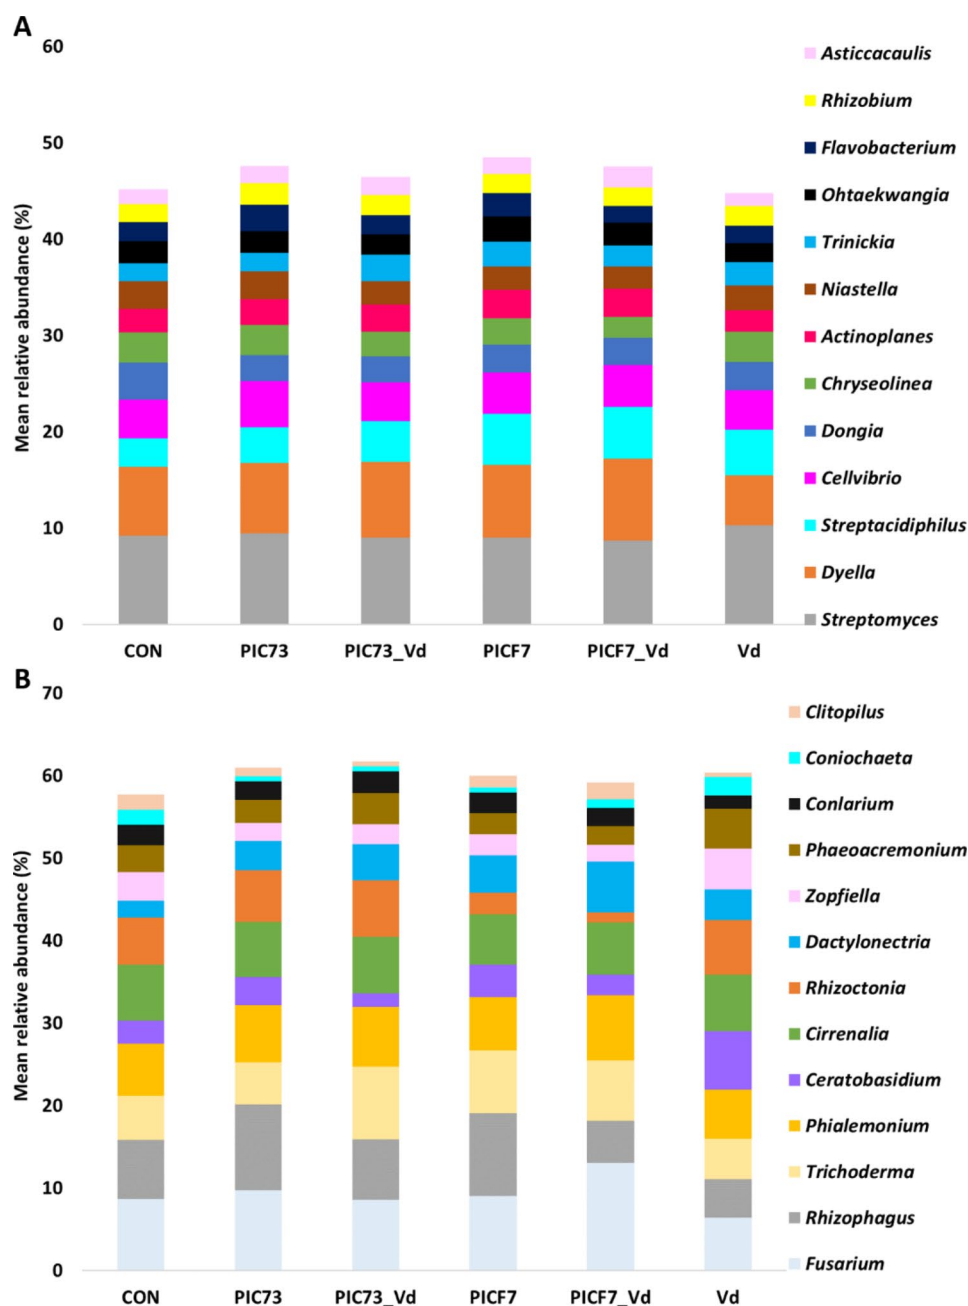 A
Mean relative abundance (%)
60
50
40
30
20
10
0
CON PIC73 PIC73_Vd PICF7 PICF7_Vd Vd
Asticcacaulis
Rhizobium
Flavobacterium
Ohtaekwangia
Trinickia
Niastella
Actinoplanes
Chryseolinea
Dongia
Cellvibrio
Streptacidiphilus
Dyella
Streptomyces
B
Mean relative abundance (%)
70
60
50
40
30
20
10
0
CON PIC73 PIC73_Vd PICF7 PICF7_Vd Vd
Clitopilus
Coniochaeta
Conlarium
Phaeoacremonium
Zopfiella
Dactylonectria
Rhizoctonia
Cirrenalia
Ceratobasidium
Phialemonium
Trichoderma
Rhizophagus
Fusarium